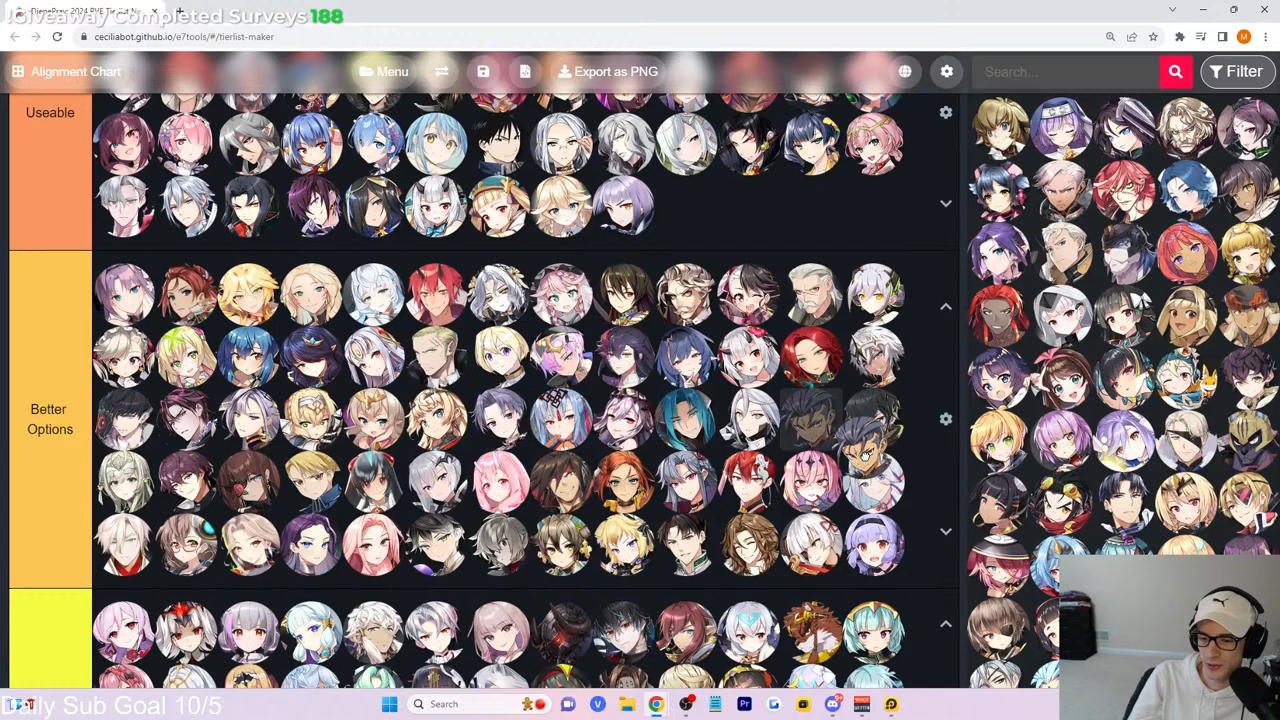 !Giveaway Completed Surveys 188
ceciliabot.github.io/e7tools/#/tierlist-maker
Alignment Chart
Menu
Export as PNG
Search...
Filter
Useable
Better
Options
Search
Daily Sub Goal 10/5